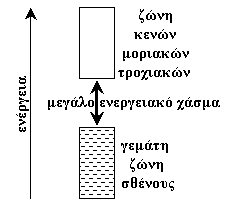 ζώνη
κενών
μοριακών
τροχιακών
μεγάλο ενεργειακό χάσμα
γεμάτη
ζώνη
σθένους
ενέργεια